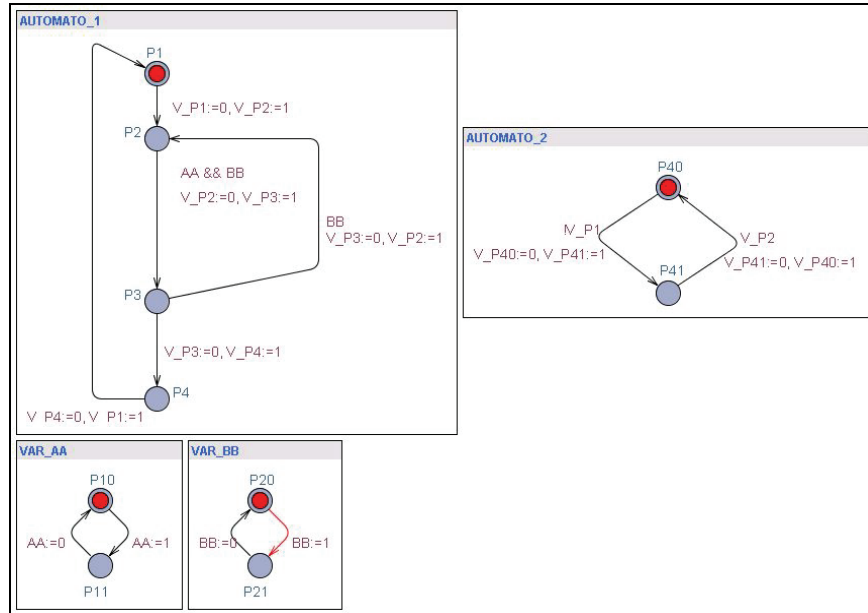 AUTOMATO_1
P1
V_P1:=0, V_P2:=1
P2
AA && BB
V_P2:=0, V_P3:=1
BB
V_P3:=0, V_P2:=1
P3
V_P3:=0, V_P4:=1
P4
V_P4:=0, V_P1:=1
AUTOMATO_2
P40
!V_P1
V_P40:=0, V_P41:=1
V_P2
V_P41:=0, V_P40:=1
P41
VAR_AA
P10
AA:=0
AA:=1
P11
VAR_BB
P20
BB:=0
BB:=1
P21